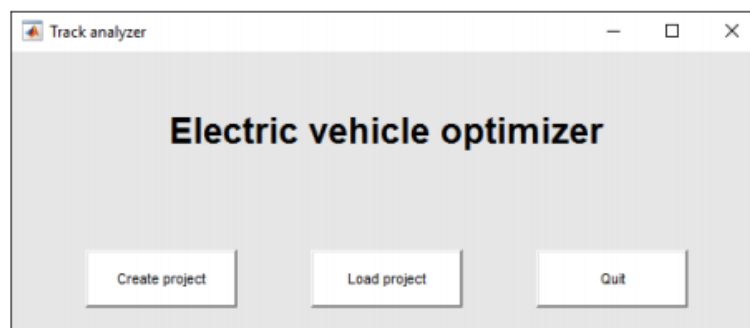 Track analyzer
Electric vehicle optimizer
Create project
Load project
Quit